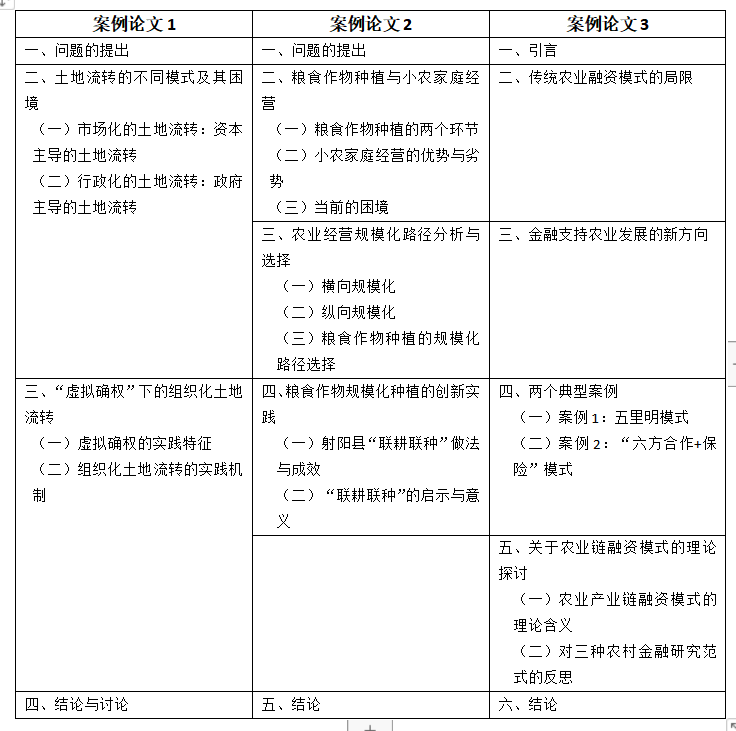 案例论文1
案例论文2
案例论文3
一、问题的提出
一、问题的提出
一、引言
二、土地流转的不同模式及其困
境
（一）市场化的土地流转：资本
主导的土地流转
（二）行政化的土地流转：政府
主导的土地流转
二、粮食作物种植与小农家庭经
营
（一）粮食作物种植的两个环节
（二）小农家庭经营的优势与劣
势
（三）当前的困境
二、传统农业融资模式的局限
三、农业经营规模化路径分析与
选择
（一）横向规模化
（二）纵向规模化
（三）粮食作物种植的规模化
路径选择
三、金融支持农业发展的新方向
三、“虚拟确权”下的组织化土地
流转
（一）虚拟确权的实践特征
（二）组织化土地流转的实践机
制
四、粮食作物规模化种植的创新实
践
（一）射阳县“联耕联种”做法
与成效
（二）“联耕联种”的启示与意
义
四、两个典型案例
（一）案例1：五里明模式
（二）案例2：“六方合作+保
险”模式
五、关于农业链融资模式的理论
探讨
（一）农业产业链融资模式的
理论含义
（二）对三种农村金融研究范
式的反思
四、结论与讨论
五、结论
六、结论